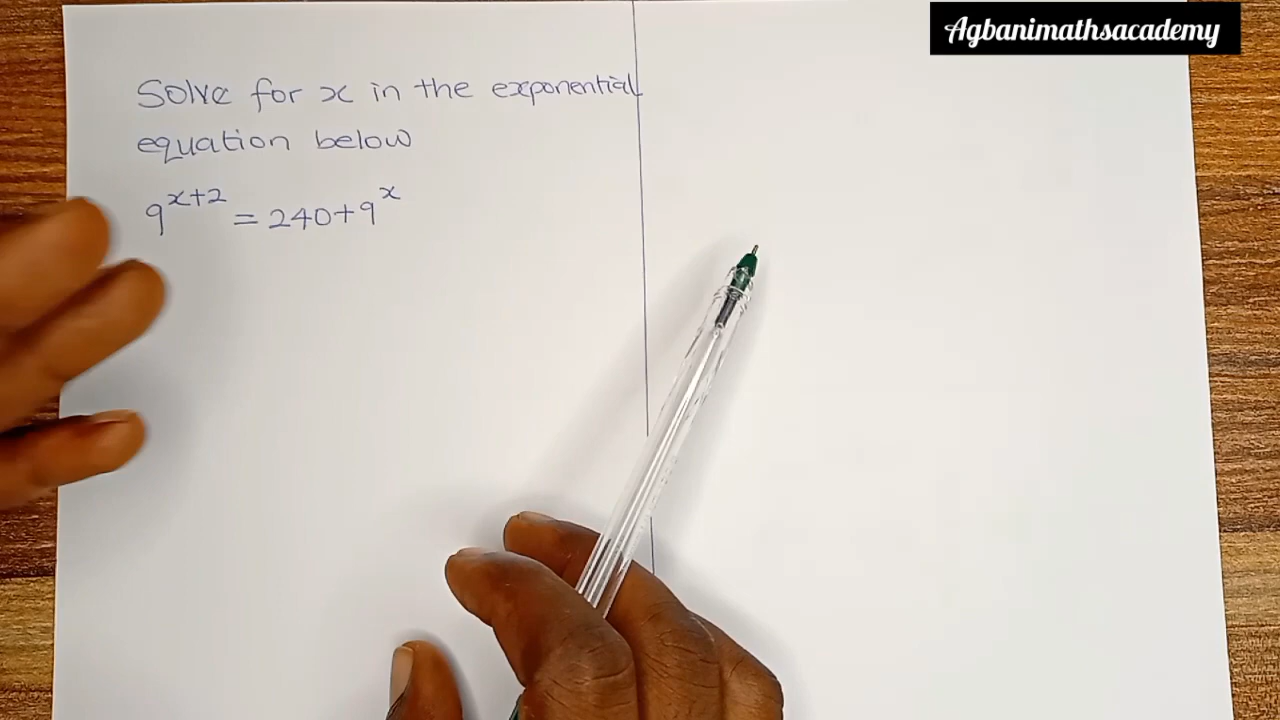 Agbanimathsacademy
Solve for x in the exponential
equation below
9^{x+2} = 240 + 9^x